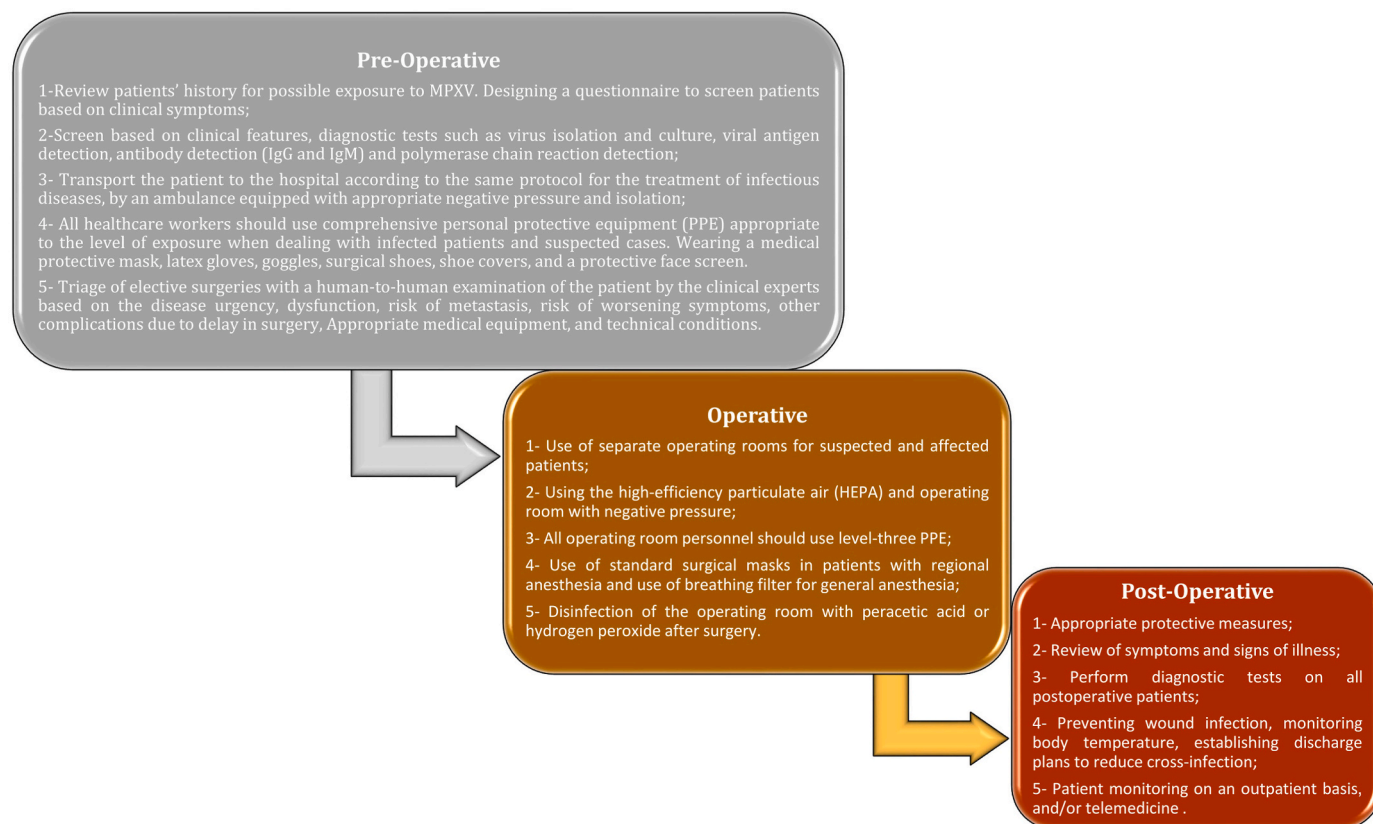 Pre-Operative
1-Review patients’ history for possible exposure to MPXV. Designing a questionnaire to screen patients
based on clinical symptoms;
2-Screen based on clinical features, diagnostic tests such as virus isolation and culture, viral antigen
detection, antibody detection (IgG and IgM) and polymerase chain reaction detection;
3- Transport the patient to the hospital according to the same protocol for the treatment of infectious
diseases, by an ambulance equipped with appropriate negative pressure and isolation;
4- All healthcare workers should use comprehensive personal protective equipment (PPE) appropriate
to the level of exposure when dealing with infected patients and suspected cases. Wearing a medical
protective mask, latex gloves, goggles, surgical shoes, shoe covers, and a protective face screen.
5- Triage of elective surgeries with a human-to-human examination of the patient by the clinical experts
based on the disease urgency, dysfunction, risk of metastasis, risk of worsening symptoms, other
complications due to delay in surgery, Appropriate medical equipment, and technical conditions.
Operative
1- Use of separate operating rooms for suspected and affected
patients;
2- Using the high-efficiency particulate air (HEPA) and operating
room with negative pressure;
3- All operating room personnel should use level-three PPE;
4- Use of standard surgical masks in patients with regional
anesthesia and use of breathing filter for general anesthesia;
5- Disinfection of the operating room with peracetic acid or
hydrogen peroxide after surgery.
Post-Operative
1- Appropriate protective measures;
2- Review of symptoms and signs of illness;
3- Perform diagnostic tests on all
postoperative patients;
4- Preventing wound infection, monitoring
body temperature, establishing discharge
plans to reduce cross-infection;
5- Patient monitoring on an outpatient basis,
and/or telemedicine .